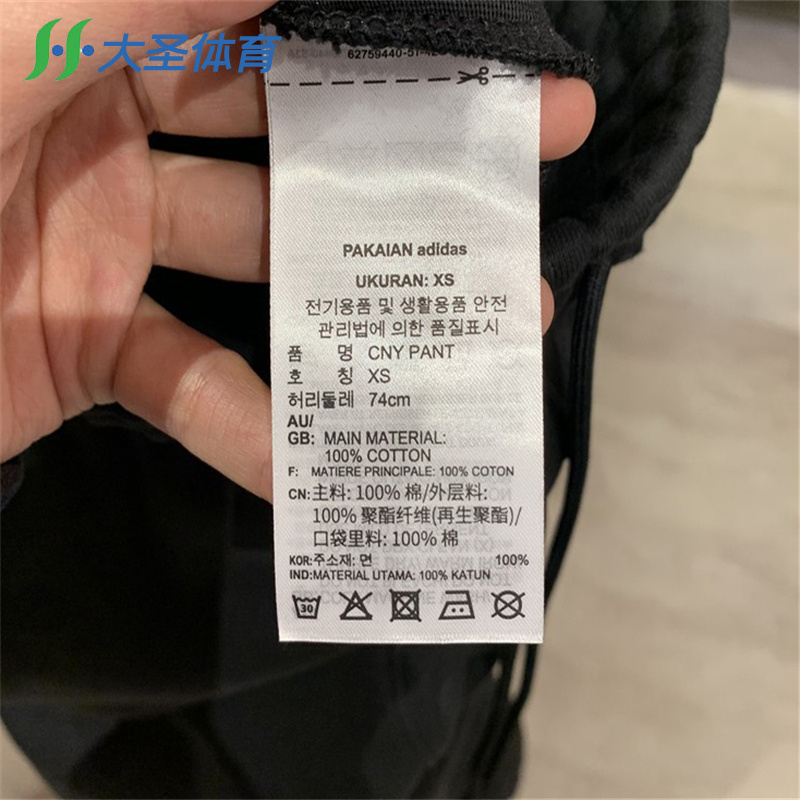 大圣体育
PAKAIAN adidas
UKURAN: XS
전기용품 및 생활용품 안전
관리법에 의한 품질표시
품 명 CNY PANT
호 칭 XS
허리둘레 74cm
AU/
GB: MAIN MATERIAL:
100% COTTON
F: MATIERE PRINCIPALE: 100% COTON
CN: 主料: 100% 棉/外层料:
100% 聚酯纤维(再生聚酯)/
口袋里料: 100% 棉
KOR: 주소재: 면 100%
IND: MATERIAL UTAMA: 100% KATUN
30